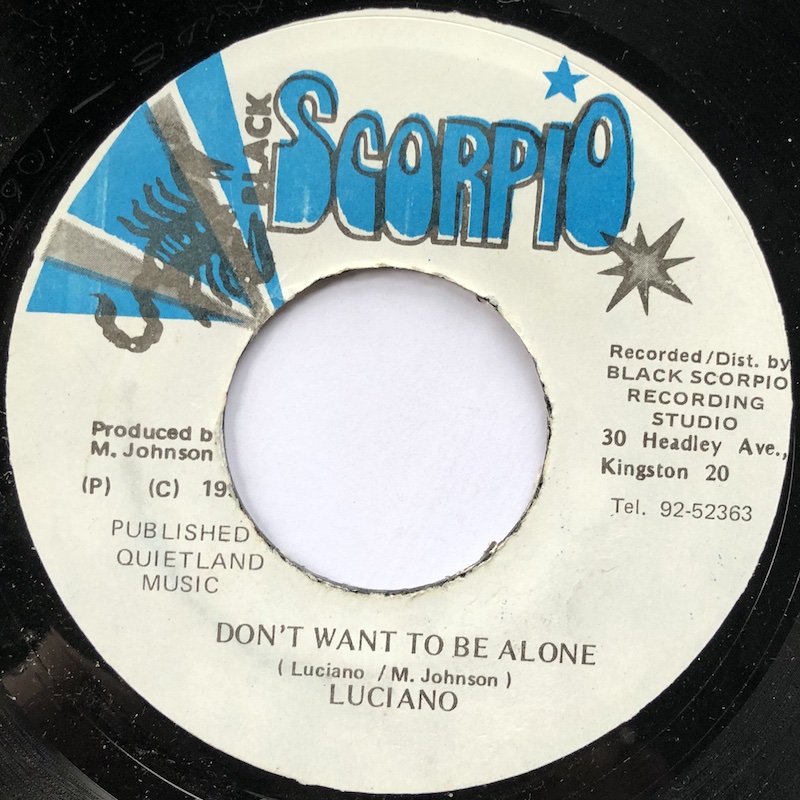 BLACK
SCORPIO
Recorded/Dist. by
BLACK SCORPIO
RECORDING
STUDIO
30 Headley Ave.,
Kingston 20
Tel. 92-52363
Produced b
M. Johnson
(P) (C) 19
PUBLISHED
QUIETLAND
MUSIC
DON'T WANT TO BE ALONE
( Luciano / M. Johnson )
LUCIANO